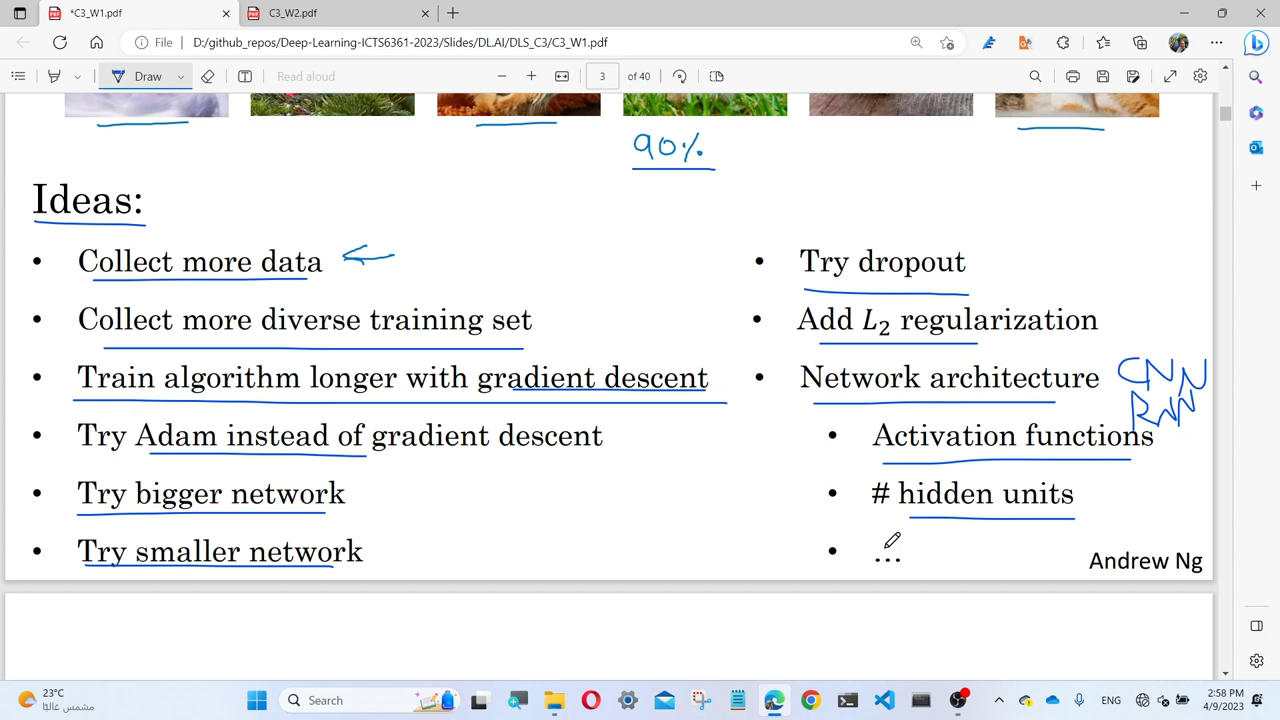 *C3_W1.pdf
C3_W2.pdf
File
D:/github_repos/Deep-Learning-ICTS6361-2023/Slides/DL.AI/DLS_C3/C3_W1.pdf
Draw
Read aloud
3 of 40
90%
Ideas:
• Collect more data
• Collect more diverse training set
• Train algorithm longer with gradient descent
• Try Adam instead of gradient descent
• Try bigger network
• Try smaller network
• Try dropout
• Add L₂ regularization
• Network architecture CNN
RNN
• Activation functions
• # hidden units
• ...
Andrew Ng
23°C
مشمس غالبًا
Search
ENG
2:58 PM
4/9/2023